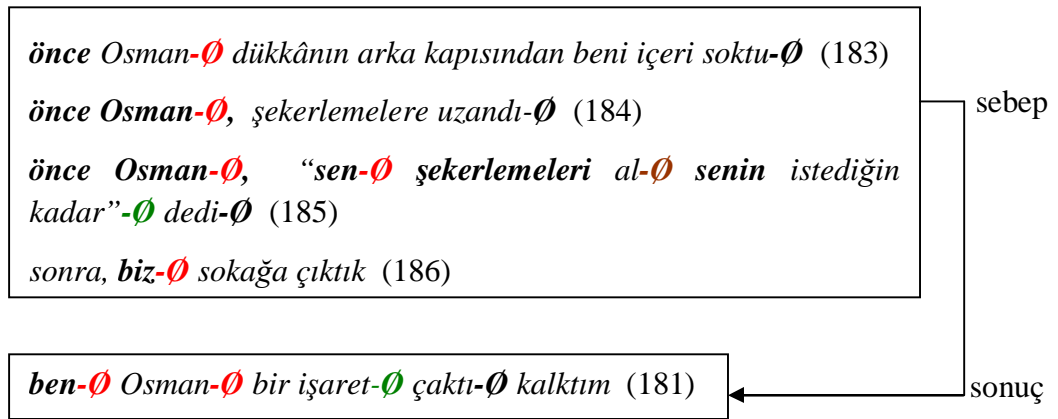 önce Osman-Ø dükkânın arka kapısından beni içeri soktu-Ø (183)
önce Osman-Ø, şekerlemelere uzandı-Ø (184)
önce Osman-Ø, “sen-Ø şekerlemeleri al-Ø senin istediğin
kadar”-Ø dedi-Ø (185)
sonra, biz-Ø sokağa çıktık (186)
sebep
ben-Ø Osman-Ø bir işaret-Ø çaktı-Ø kalktım (181)
sonuç